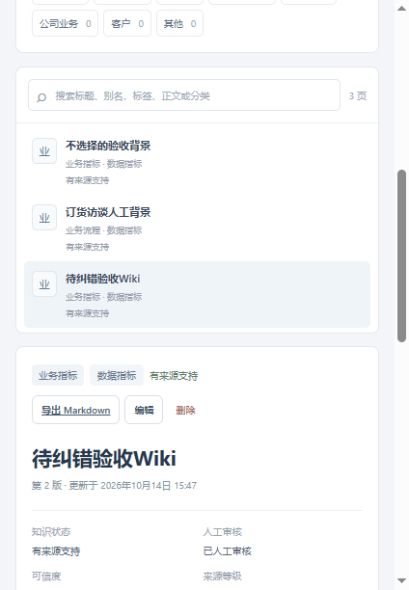 公司业务 0 客户 0 其他 0
搜索标题、别名、标签、正文或分类 3 页
业 不选择的验收背景
业务指标 · 数据指标
有来源支持
业 订货访谈人工背景
业务流程 · 数据指标
有来源支持
业 待纠错验收Wiki
业务指标 · 数据指标
有来源支持
业务指标 数据指标 有来源支持
导出 Markdown 编辑 删除
待纠错验收Wiki
第 2 版 · 更新于 2026年10月14日 15:47
知识状态 人工审核
有来源支持 已人工审核
可信度 来源等级